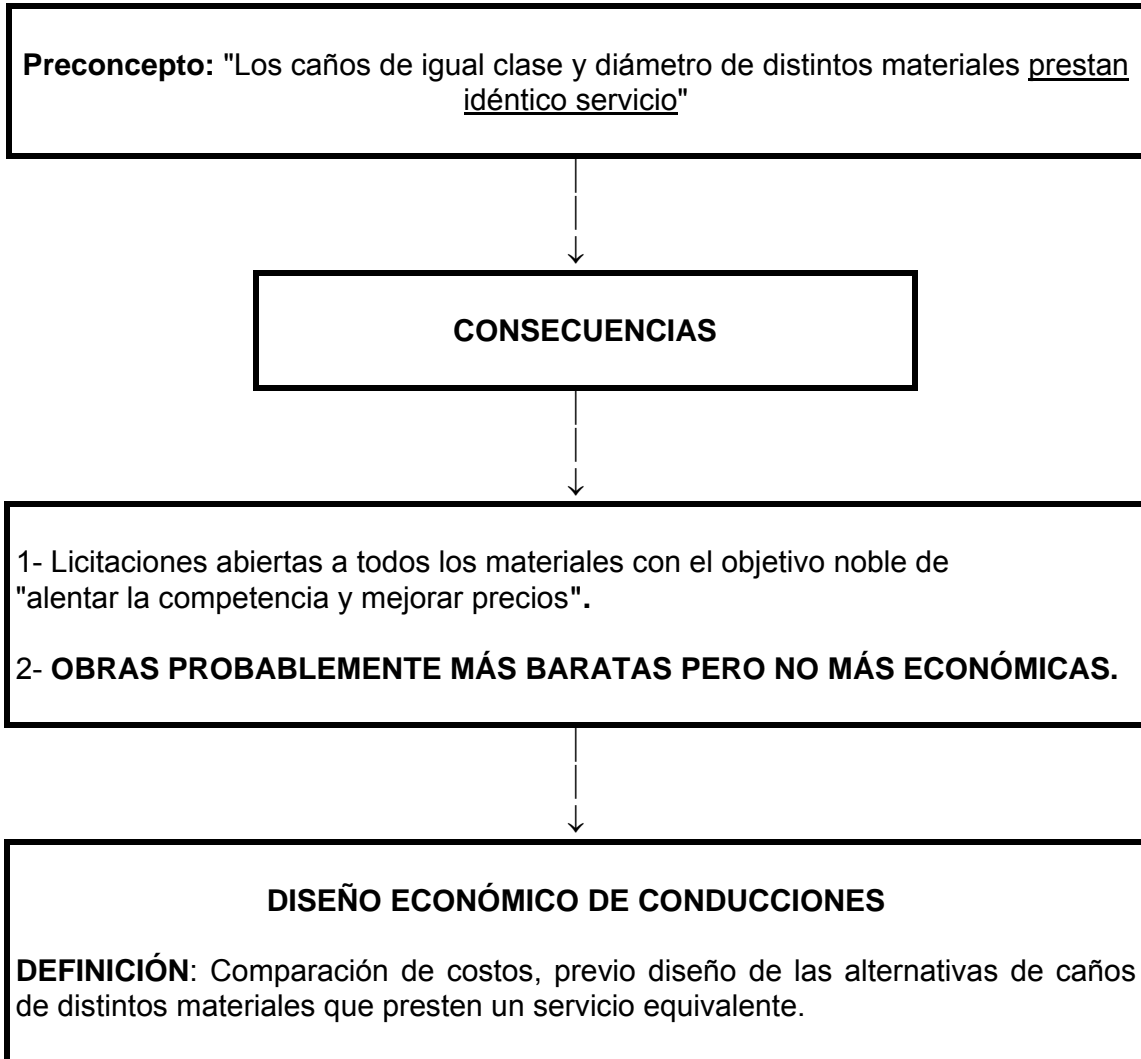 Preconcepto: "Los caños de igual clase y diámetro de distintos materiales prestan
idéntico servicio"
CONSECUENCIAS
1- Licitaciones abiertas a todos los materiales con el objetivo noble de
"alentar la competencia y mejorar precios".
2- OBRAS PROBABLEMENTE MÁS BARATAS PERO NO MÁS ECONÓMICAS.
DISEÑO ECONÓMICO DE CONDUCCIONES
DEFINICIÓN: Comparación de costos, previo diseño de las alternativas de caños
de distintos materiales que presten un servicio equivalente.